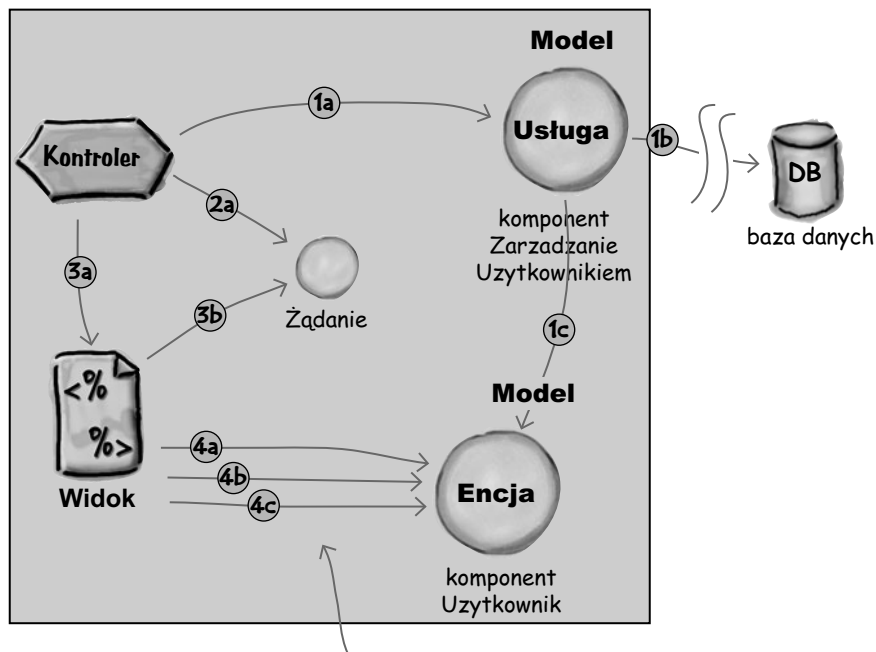 Model
1a
Usługa
1b
Kontroler
DB
2a
komponent
Zarzadzanie
Uzytkownikiem
baza danych
3a
3b
Żądanie
1c
<%
%>
Model
4a
4b
4c
Widok
Encja
komponent
Uzytkownik